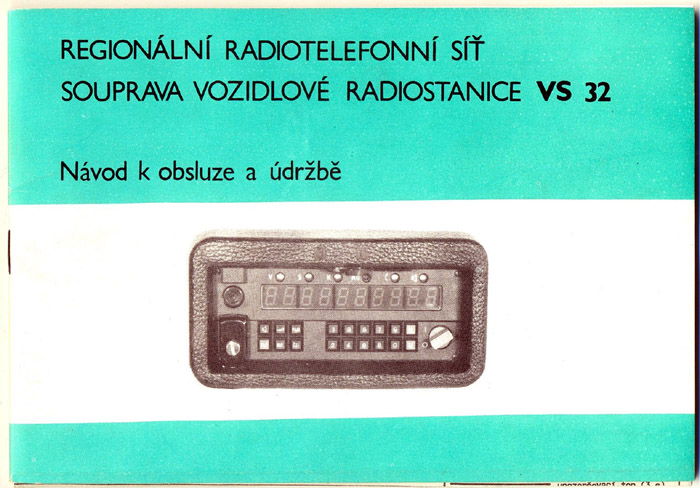 REGIONÁLNÍ RADIOTELEFONNÍ SÍŤ
SOUPRAVA VOZIDLOVÉ RADIOSTANICE VS 32
Návod k obsluze a údržbě